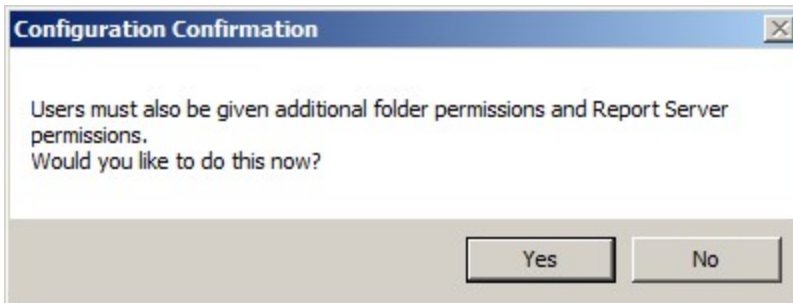 Configuration Confirmation
Users must also be given additional folder permissions and Report Server
permissions.
Would you like to do this now?
Yes
No